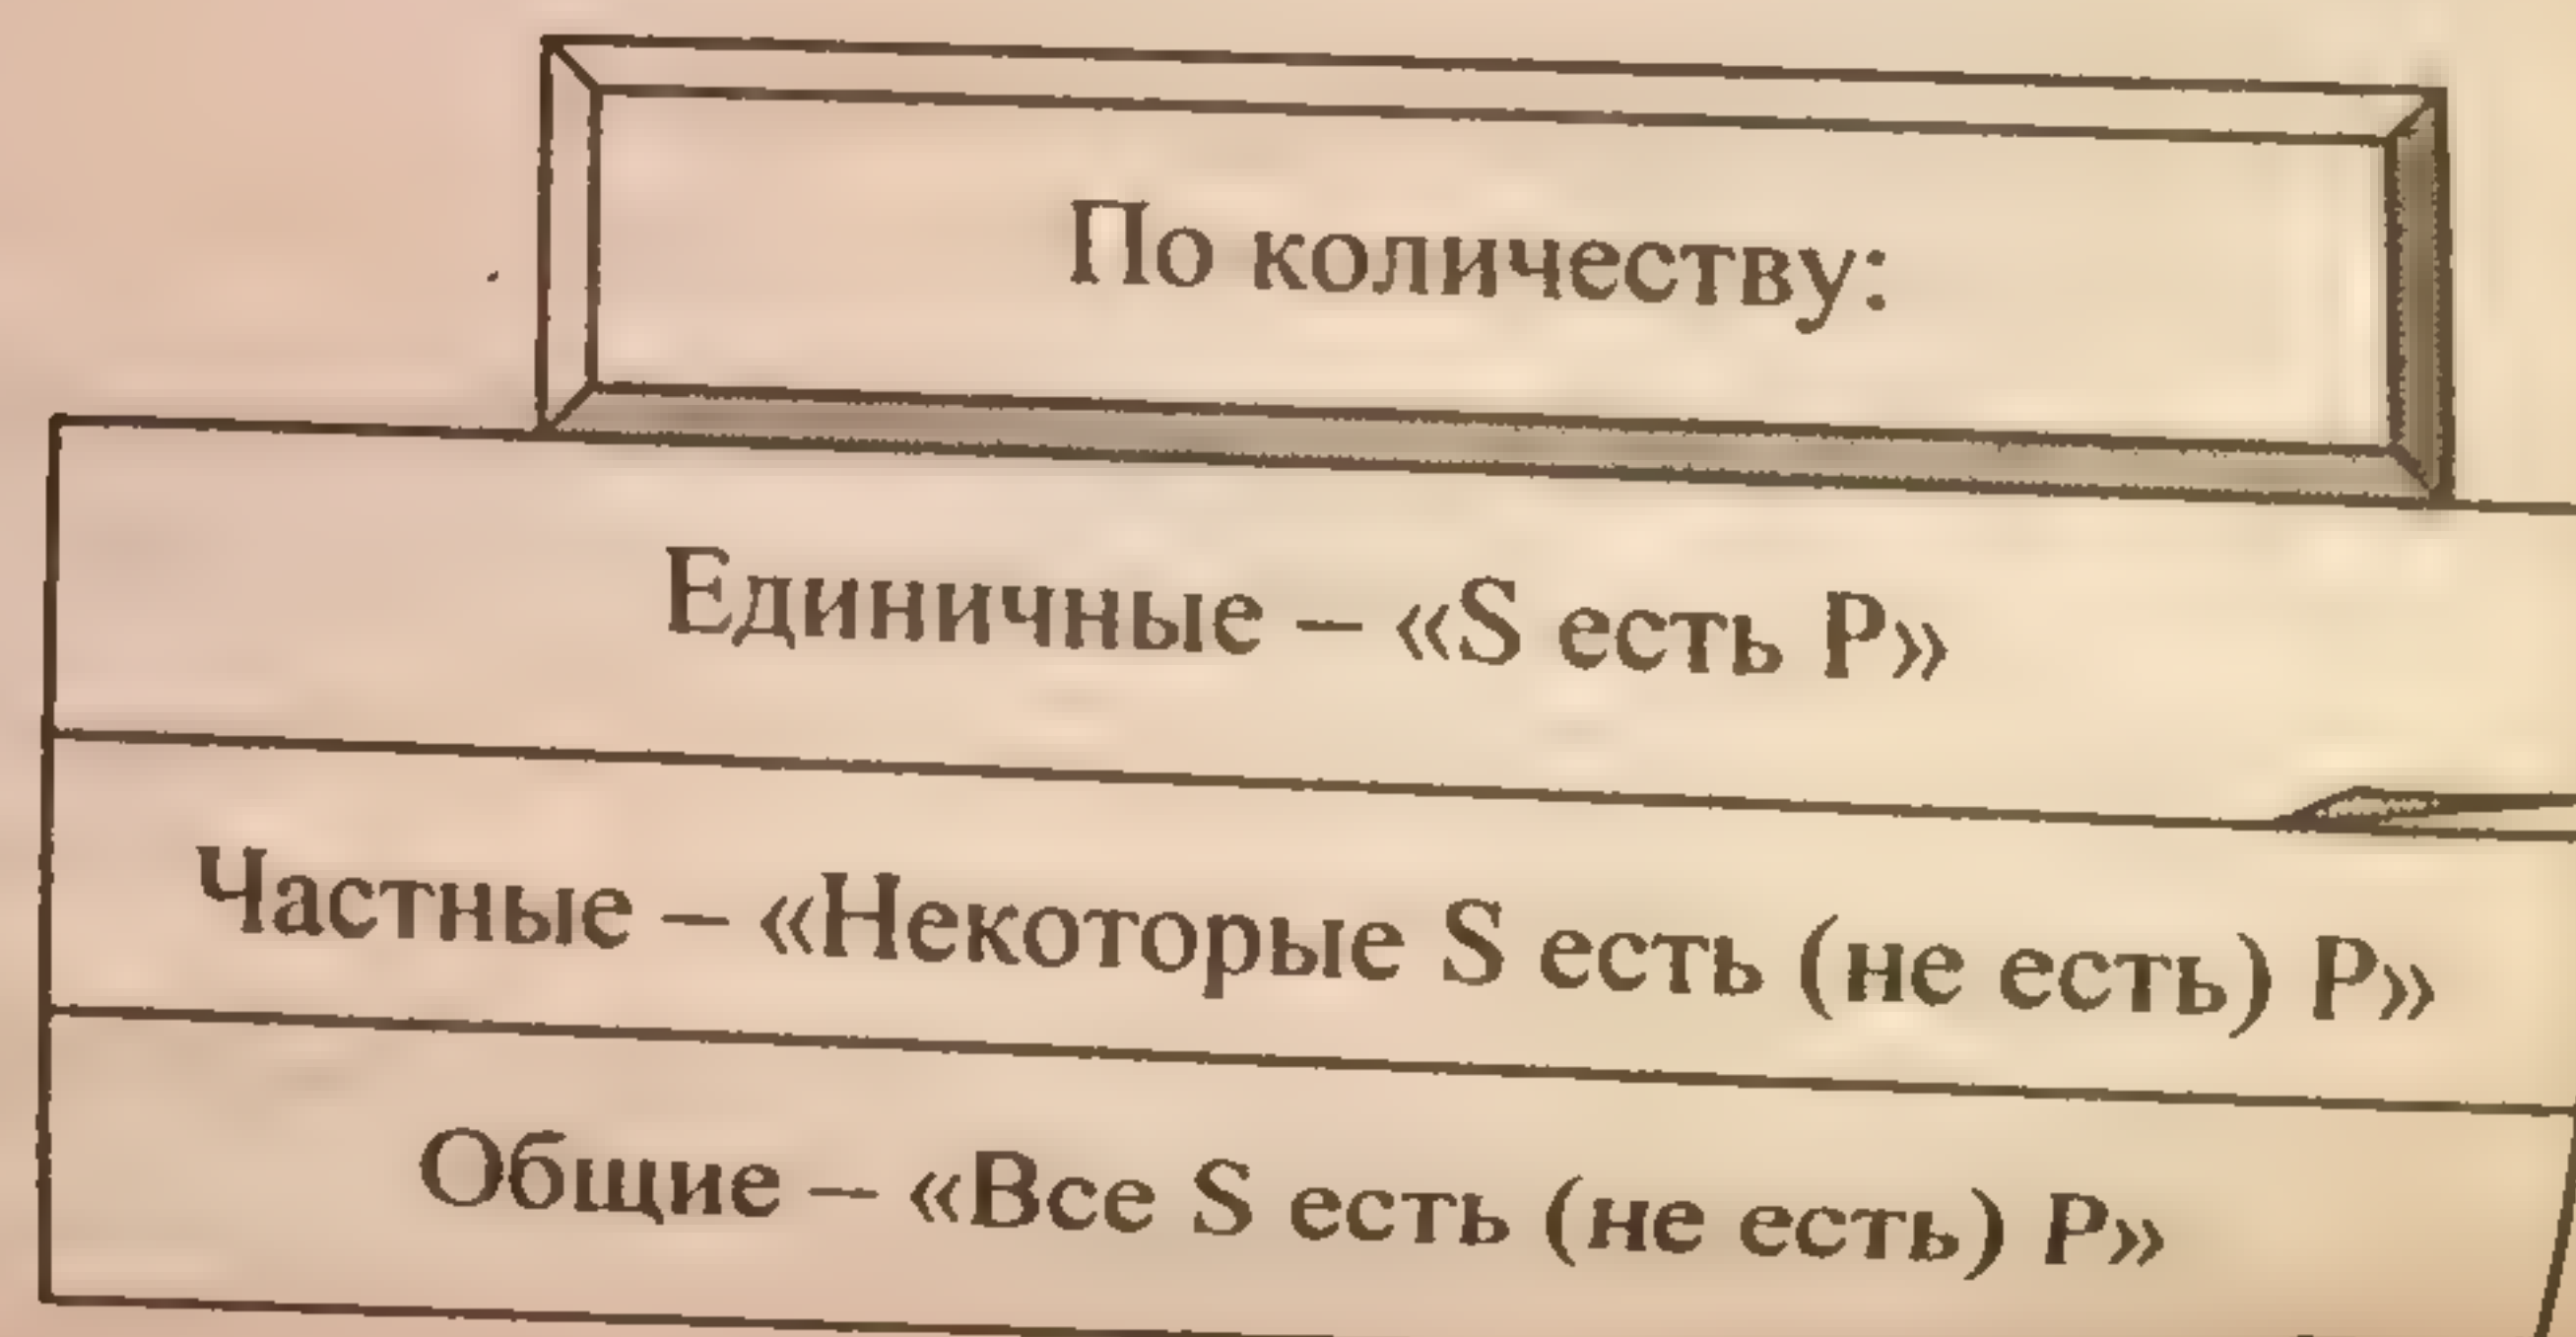 По количеству:
Единичные – «S есть P»
Частные – «Некоторые S есть (не есть) P»
Общие – «Все S есть (не есть) P»